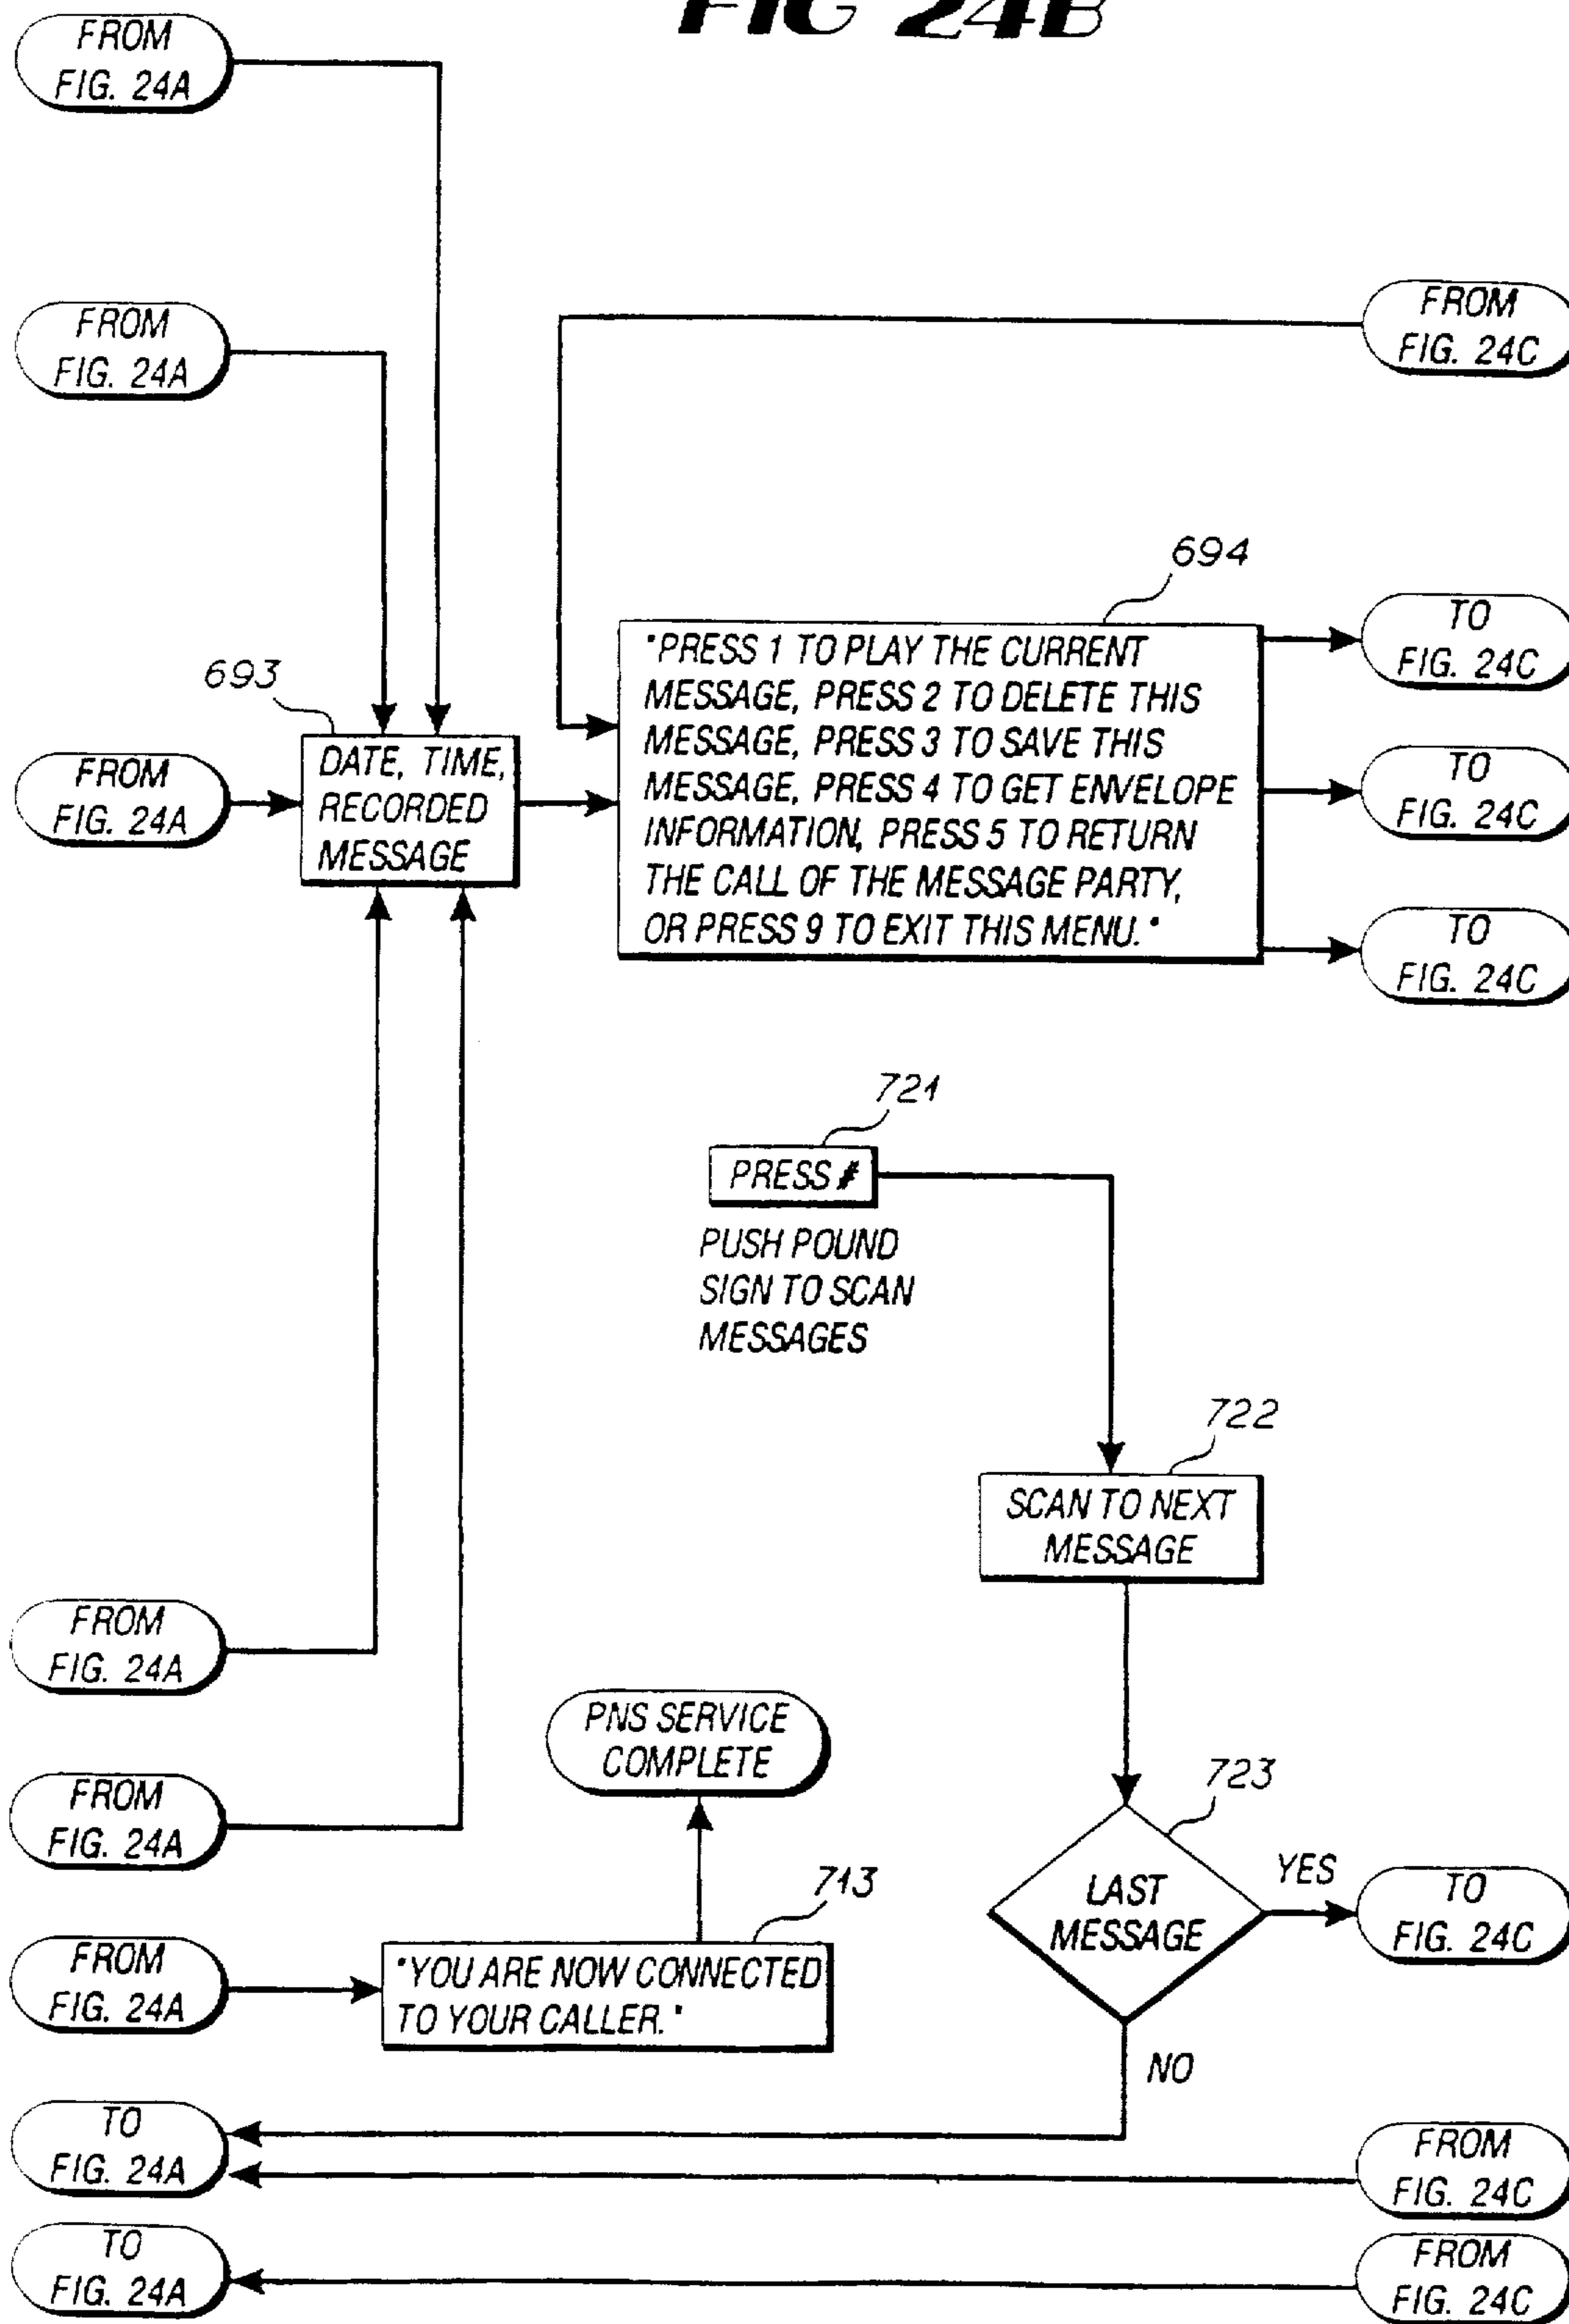 FIG 24B
FROM
FIG. 24A
FROM
FIG. 24A
FROM
FIG. 24C
694
"PRESS 1 TO PLAY THE CURRENT
MESSAGE, PRESS 2 TO DELETE THIS
MESSAGE, PRESS 3 TO SAVE THIS
MESSAGE, PRESS 4 TO GET ENVELOPE
INFORMATION, PRESS 5 TO RETURN
THE CALL OF THE MESSAGE PARTY,
OR PRESS 9 TO EXIT THIS MENU."
TO
FIG. 24C
TO
FIG. 24C
TO
FIG. 24C
693
FROM
FIG. 24A
DATE, TIME,
RECORDED
MESSAGE
721
PRESS #
PUSH POUND
SIGN TO SCAN
MESSAGES
722
SCAN TO NEXT
MESSAGE
FROM
FIG. 24A
PNS SERVICE
COMPLETE
723
LAST
MESSAGE
YES
TO
FIG. 24C
NO
FROM
FIG. 24A
713
FROM
FIG. 24A
"YOU ARE NOW CONNECTED
TO YOUR CALLER."
TO
FIG. 24A
FROM
FIG. 24C
TO
FIG. 24A
FROM
FIG. 24C